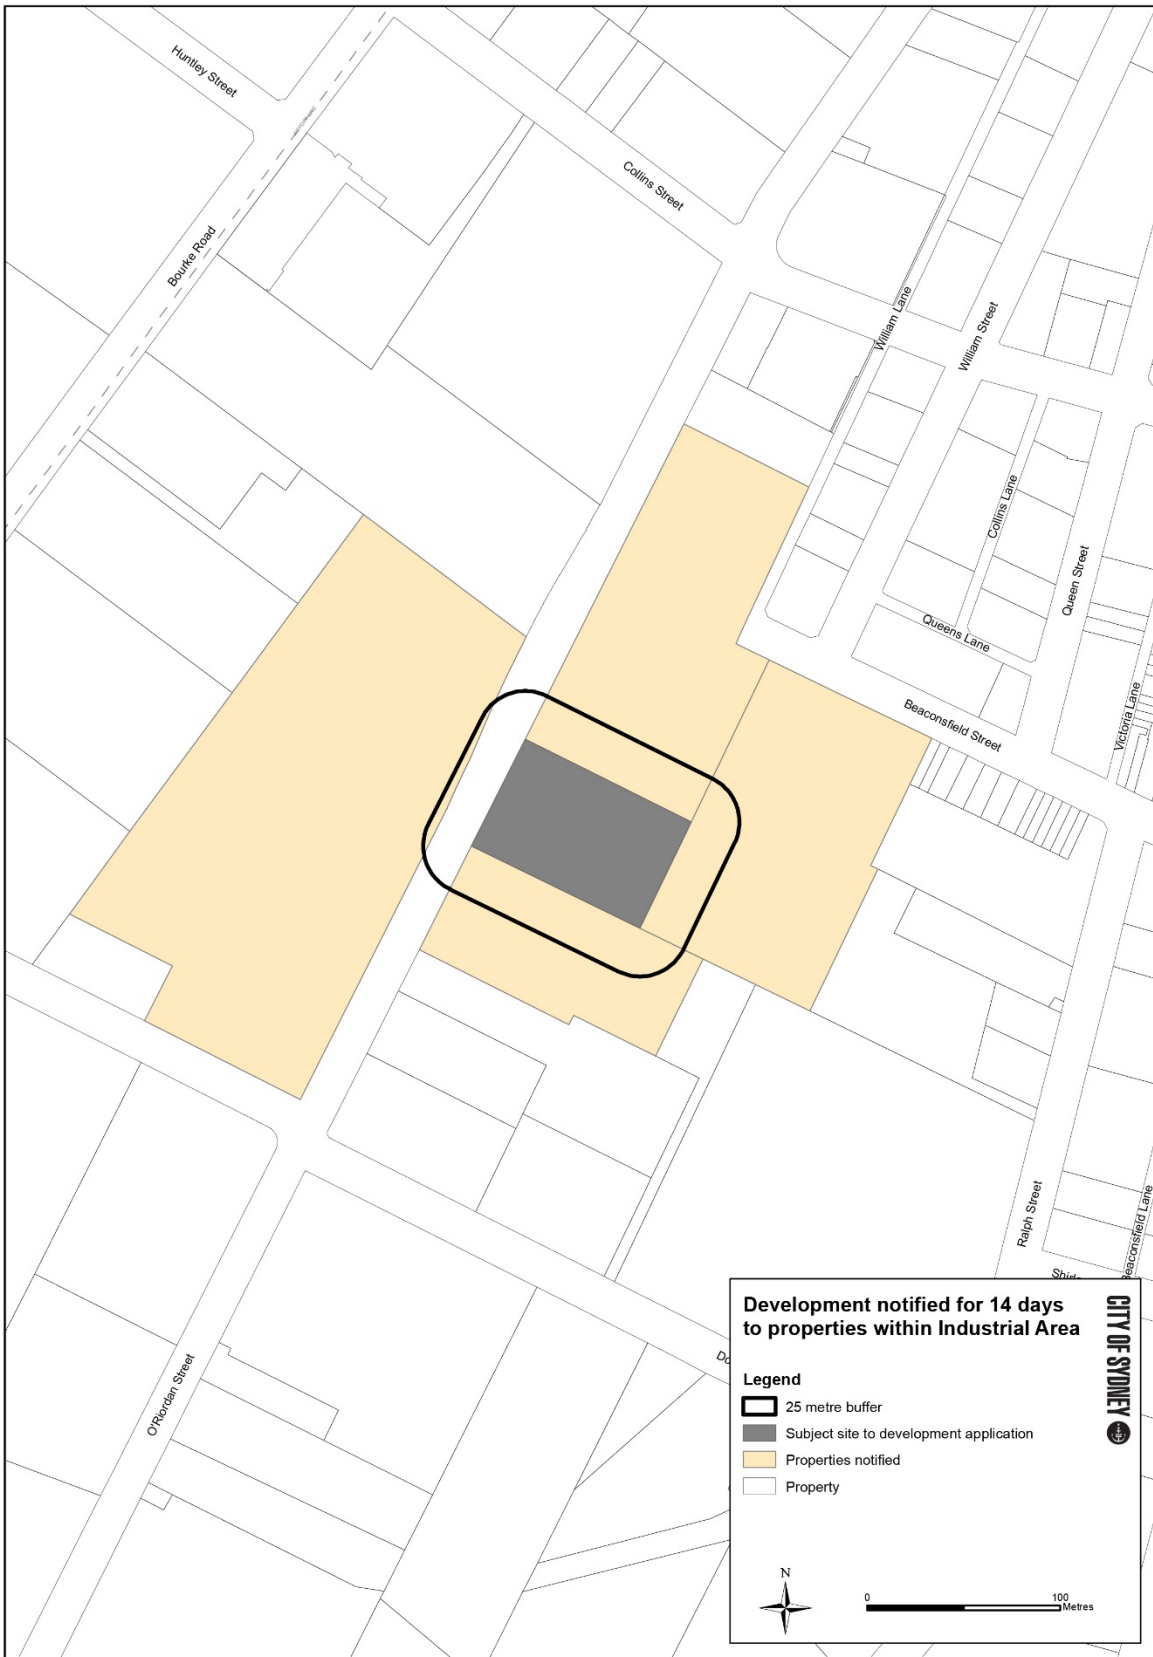 Huntley Street
Collins Street
Bourke Road
William Lane
William Street
Collins Lane
Queen Street
Queens Lane
Victoria Lane
Beaconsfield Street
Ralph Street
Beaconsfield Lane
O'Riordan Street
Development notified for 14 days
to properties within Industrial Area
CITY OF SYDNEY
Legend
25 metre buffer
Subject site to development application
Properties notified
Property
N
0 100
Metres